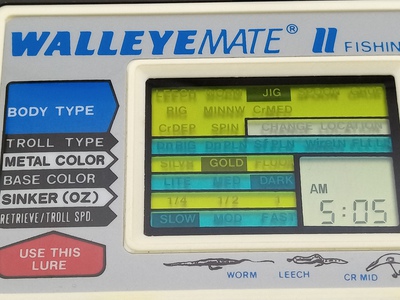 WALLEYEMATE® II FISHIN
BODY TYPE
JIG
RIG MINNW CrMED
CrDEP SPIN CHANGE LOCATION
TROLL TYPE
METAL COLOR
GOLD
BASE COLOR
LITE MED DARK
SINKER (OZ)
1/4 1/2 1
RETRIEVE/TROLL SPD.
SLOW MOD FAST
AM
5:05
USE THIS
LURE
WORM LEECH CR MID